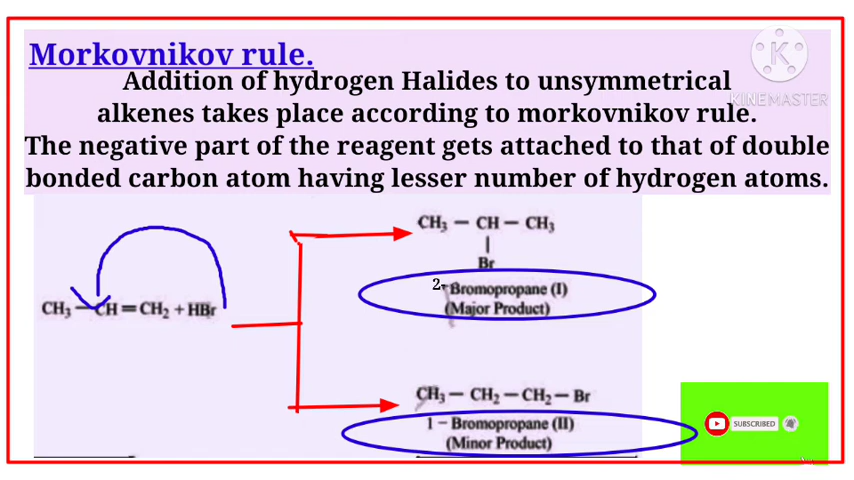 Morkovnikov rule.
Addition of hydrogen Halides to unsymmetrical
alkenes takes place according to morkovnikov rule.
The negative part of the reagent gets attached to that of double
bonded carbon atom having lesser number of hydrogen atoms.
K
KINEMASTER
CH₃ — CH — CH₃
|
Br
2- Bromopropane (I)
(Major Product)
CH₃ — CH = CH₂ + HBr
CH₃ — CH₂ — CH₂ — Br
1 – Bromopropane (II)
(Minor Product)
SUBSCRIBED